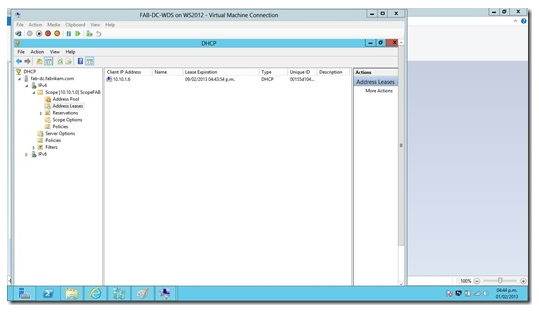 FAB-DC-WDS on WS2012 - Virtual Machine Connection
File Action Media Clipboard View Help
DHCP
File Action View Help
DHCP
fab-dc.fabrikam.com
IPv4
Scope [10.10.1.0] ScopeFAB
Address Pool
Address Leases
Reservations
Scope Options
Policies
Server Options
Policies
Filters
IPv6
Client IP Address Name Lease Expiration Type Unique ID Description
10.10.1.6 09/02/2013 04:43:54 p.m. DHCP 00155d104...
Actions
Address Leases
More Actions
100%
04:44 p.m.
01/02/2013